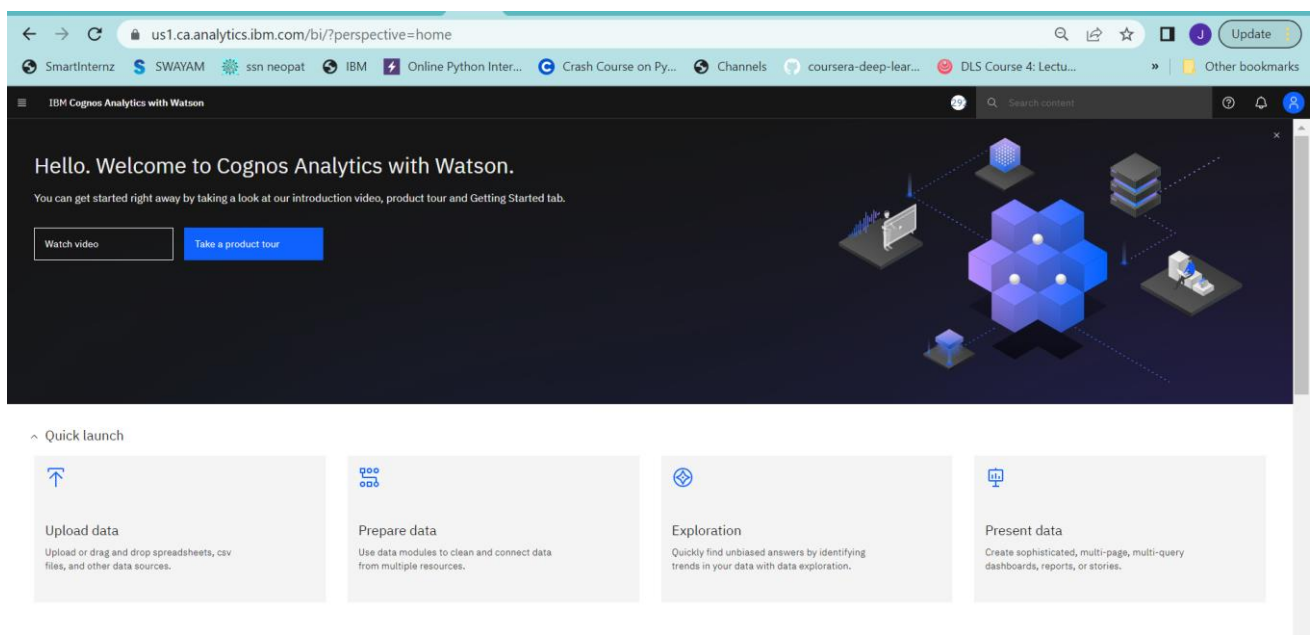 us1.ca.analytics.ibm.com/bi/?perspective=home
J
Update
SmartInternz
S SWAYAM
ssn neopat
IBM
Online Python Inter...
C Crash Course on Py...
Channels
coursera-deep-lear...
DLS Course 4: Lectu...
»
Other bookmarks
IBM Cognos Analytics with Watson
29
Search content
Hello. Welcome to Cognos Analytics with Watson.
You can get started right away by taking a look at our introduction video, product tour and Getting Started tab.
Watch video
Take a product tour
Quick launch
Upload data
Upload or drag and drop spreadsheets, csv
files, and other data sources.
Prepare data
Use data modules to clean and connect data
from multiple resources.
Exploration
Quickly find unbiased answers by identifying
trends in your data with data exploration.
Present data
Create sophisticated, multi-page, multi-query
dashboards, reports, or stories.